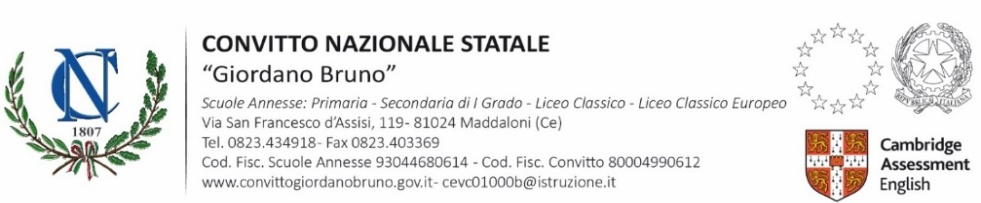 CN
1807
CONVITTO NAZIONALE STATALE
“Giordano Bruno”
Scuole Annesse: Primaria - Secondaria di I Grado - Liceo Classico - Liceo Classico Europeo
Via San Francesco d’Assisi, 119- 81024 Maddaloni (Ce)
Tel. 0823.434918- Fax 0823.403369
Cod. Fisc. Scuole Annesse 93044680614 - Cod. Fisc. Convitto 80004990612
www.convittogiordanobruno.gov.it- cevc01000b@istruzione.it
REPVBBLICA ITALIANA
Cambridge
Assessment
English